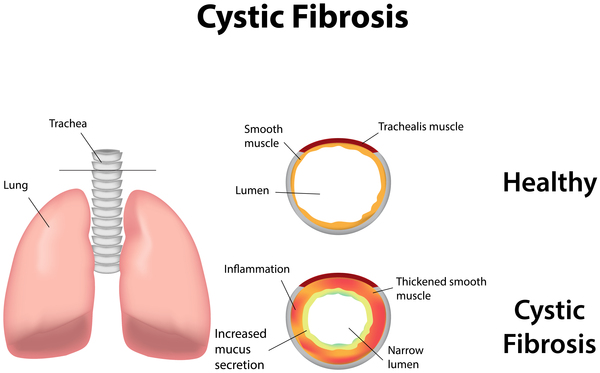 Cystic Fibrosis
Trachea
Lung
Smooth
muscle
Trachealis muscle
Lumen
Healthy
Inflammation
Thickened smooth
muscle
Increased
mucus
secretion
Narrow
lumen
Cystic
Fibrosis